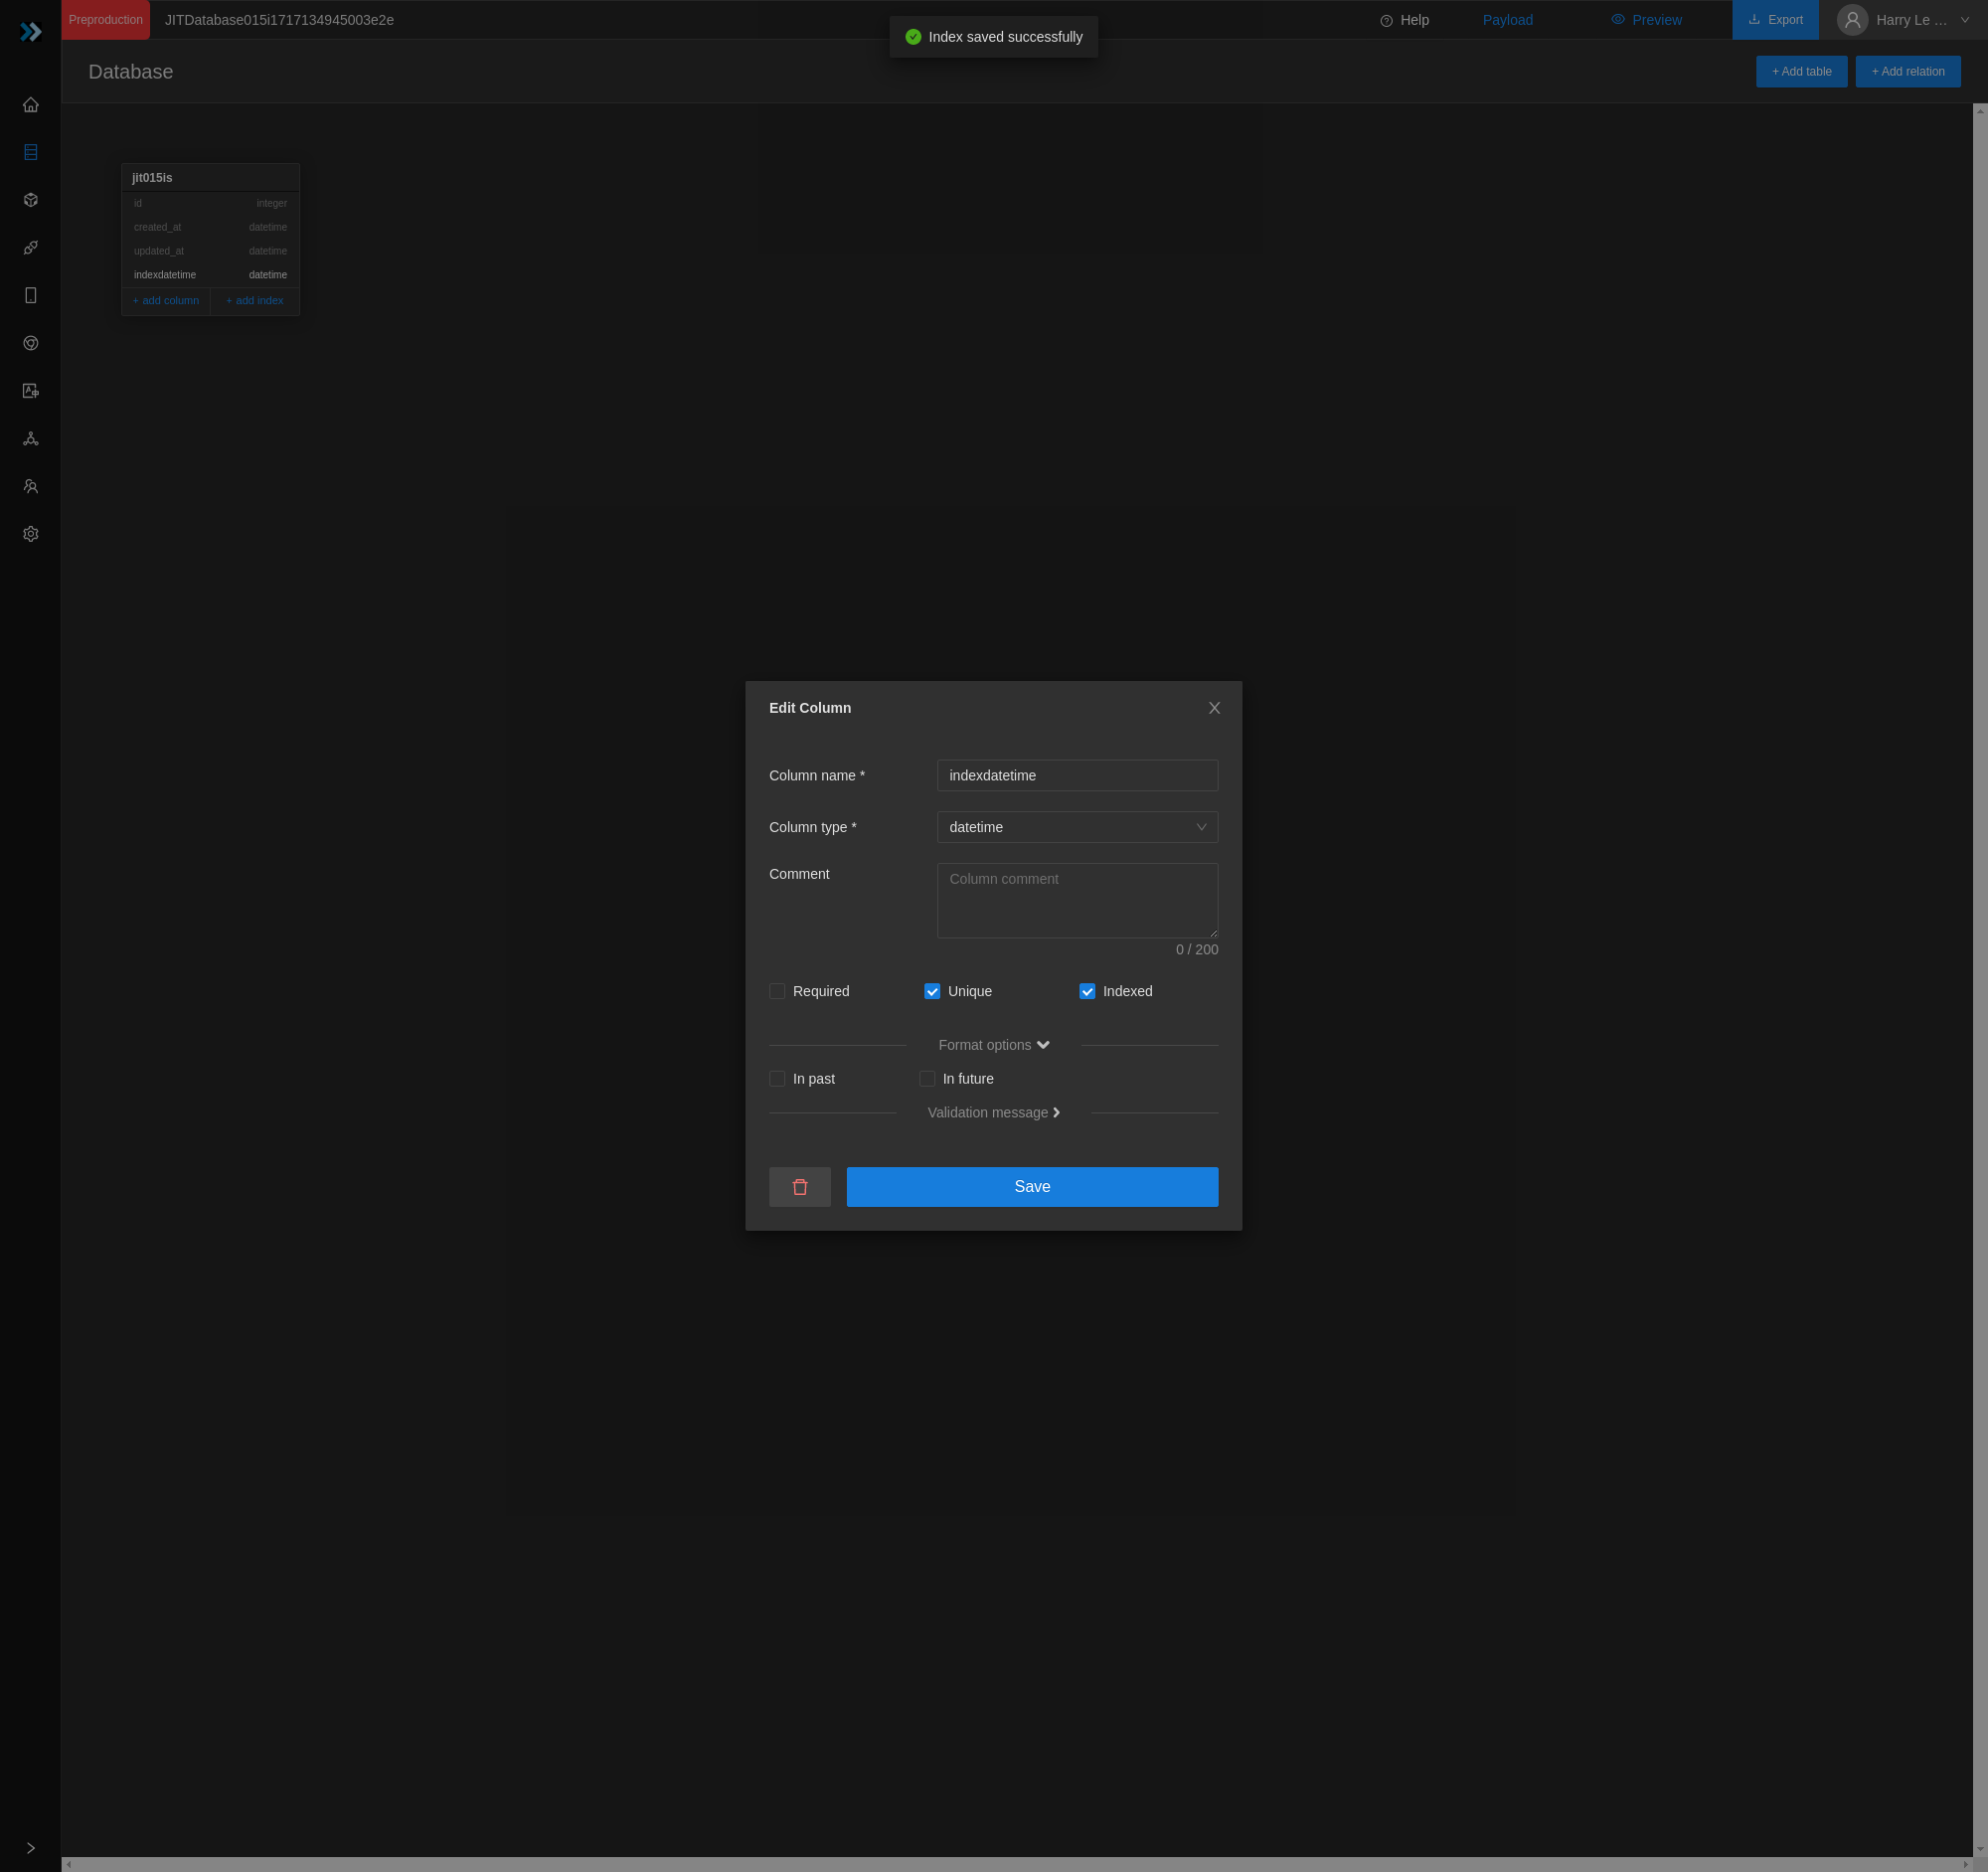 Preproduction
JITDatabase015i1717134945003e2e
Index saved successfully
Help
Payload
Preview
Export
Harry Le ...
Database
+ Add table
+ Add relation
jit015is
id integer
created_at datetime
updated_at datetime
indexdatetime datetime
+ add column + add index
Edit Column
Column name * indexdatetime
Column type * datetime
Comment Column comment
0 / 200
Required Unique Indexed
Format options
In past In future
Validation message
Save